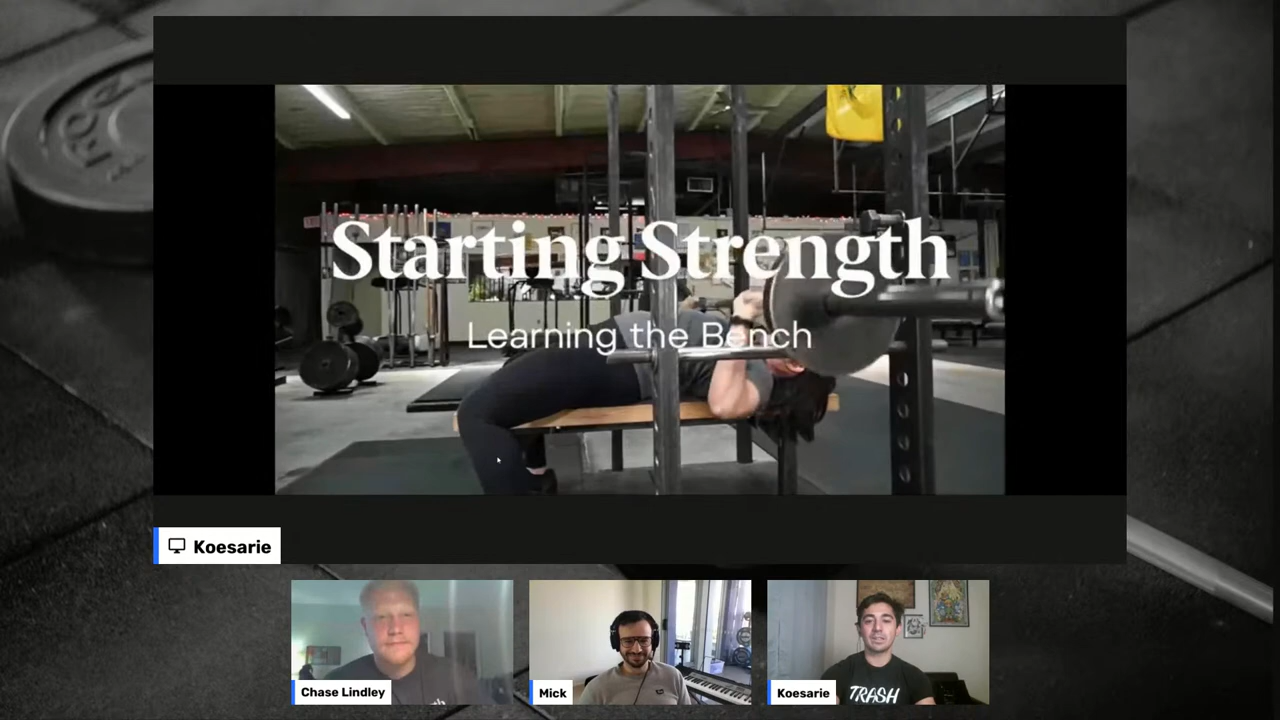 Starting Strength
Learning the Bench
Koesarie
Chase Lindley
Mick
Koesarie
TRASH